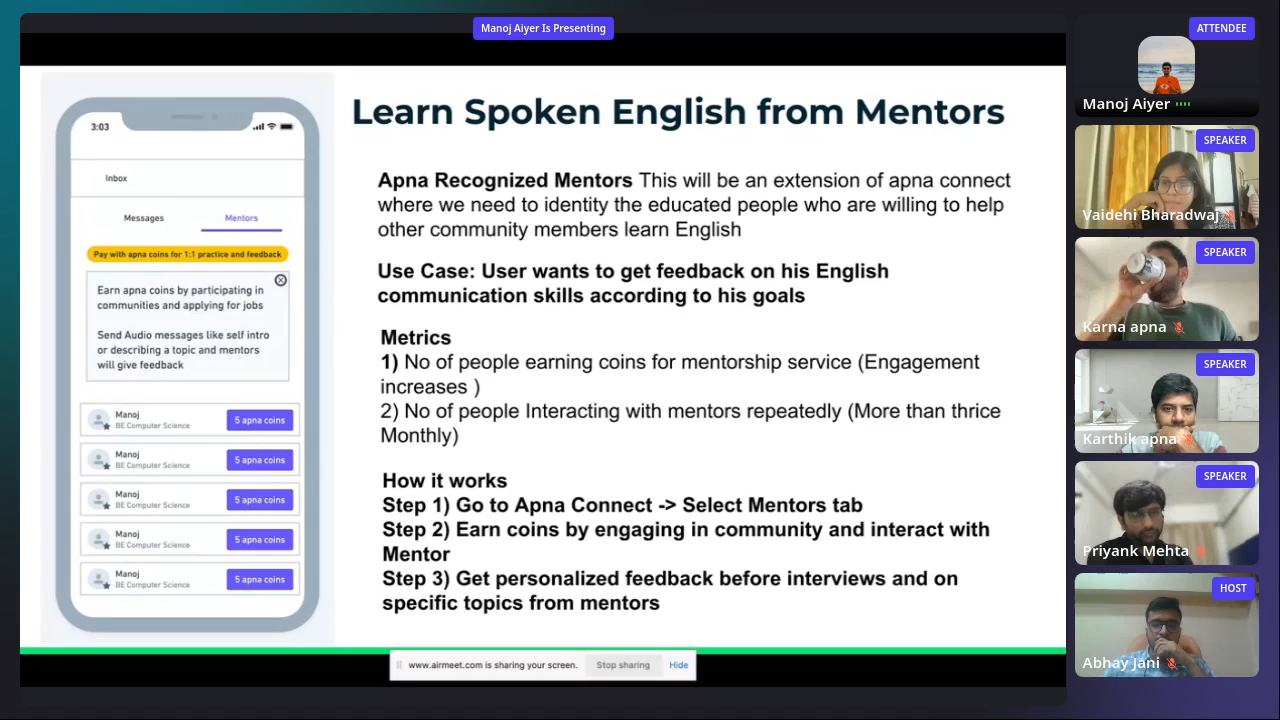 Manoj Aiyer Is Presenting
3:03
Inbox
Messages
Mentors
Pay with apna coins for 1:1 practice and feedback
Earn apna coins by participating in
communities and applying for jobs
Send Audio messages like self intro
or describing a topic and mentors
will give feedback
Manoj
BE Computer Science
5 apna coins
Manoj
BE Computer Science
5 apna coins
Manoj
BE Computer Science
5 apna coins
Manoj
BE Computer Science
5 apna coins
Manoj
BE Computer Science
5 apna coins
Learn Spoken English from Mentors
Apna Recognized Mentors This will be an extension of apna connect
where we need to identity the educated people who are willing to help
other community members learn English
Use Case: User wants to get feedback on his English
communication skills according to his goals
Metrics
1) No of people earning coins for mentorship service (Engagement
increases )
2) No of people Interacting with mentors repeatedly (More than thrice
Monthly)
How it works
Step 1) Go to Apna Connect -> Select Mentors tab
Step 2) Earn coins by engaging in community and interact with
Mentor
Step 3) Get personalized feedback before interviews and on
specific topics from mentors
www.airmeet.com is sharing your screen.
Stop sharing
Hide
ATTENDEE
Manoj Aiyer
SPEAKER
Vaidehi Bharadwaj
SPEAKER
Karna apna
SPEAKER
Karthik apna
SPEAKER
Priyank Mehta
HOST
Abhay Jani